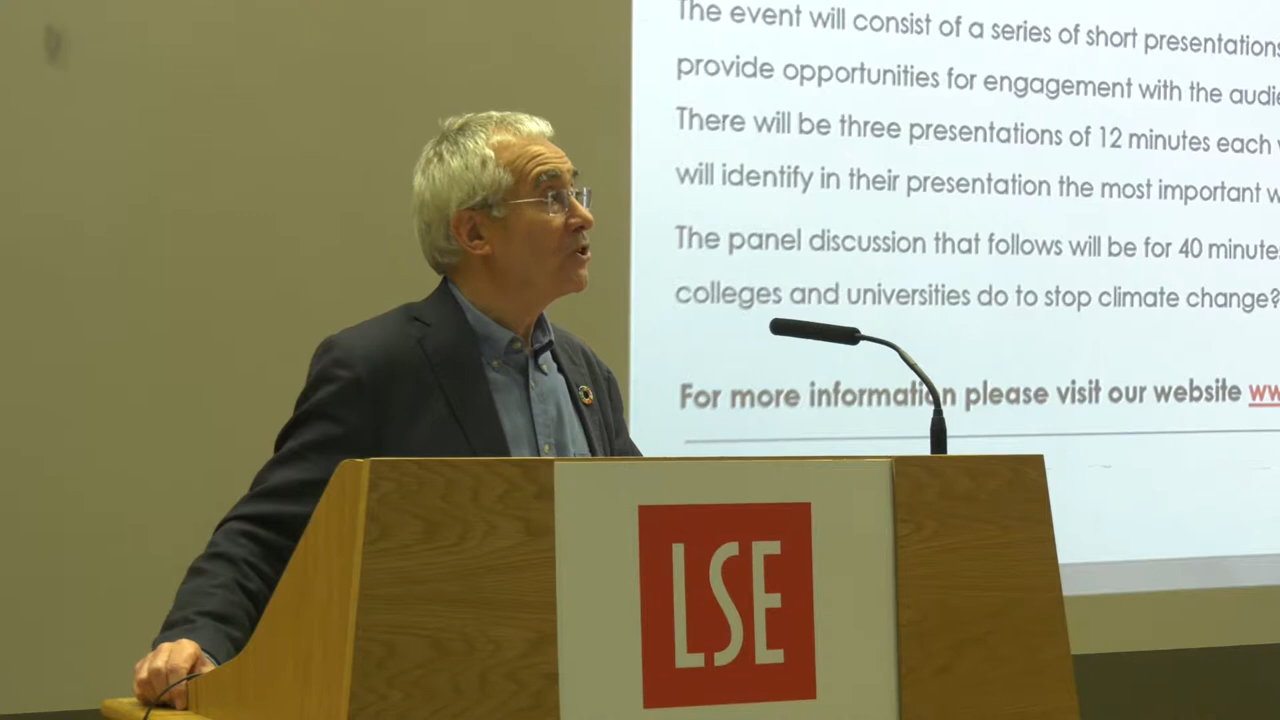 The event will consist of a series of short presentations
provide opportunities for engagement with the
There will be three presentations of 12 minutes each
will identify in their presentation the most important
The panel discussion that follows will be for 40
colleges and universities do to stop climate change?
For more information please visit our website
LSE